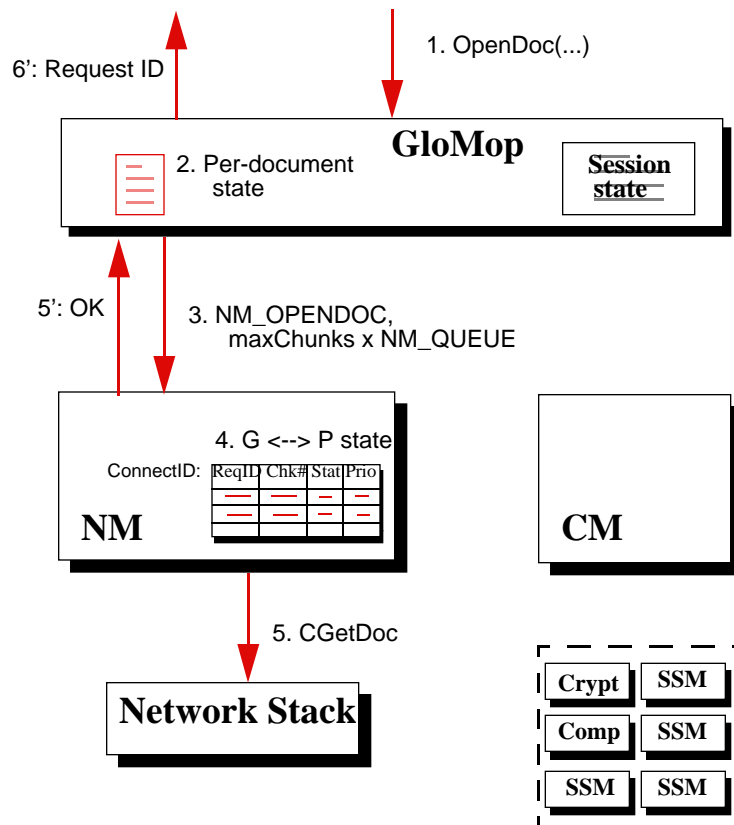 1. OpenDoc(...)
6’: Request ID
GloMop
2. Per-document
state
Session
state
5’: OK
3. NM_OPENDOC,
maxChunks x NM_QUEUE
4. G <--> P state
ConnectID:
ReqID Chk# Stat Prio
NM
CM
5. CGetDoc
Network Stack
Crypt SSM
Comp SSM
SSM SSM